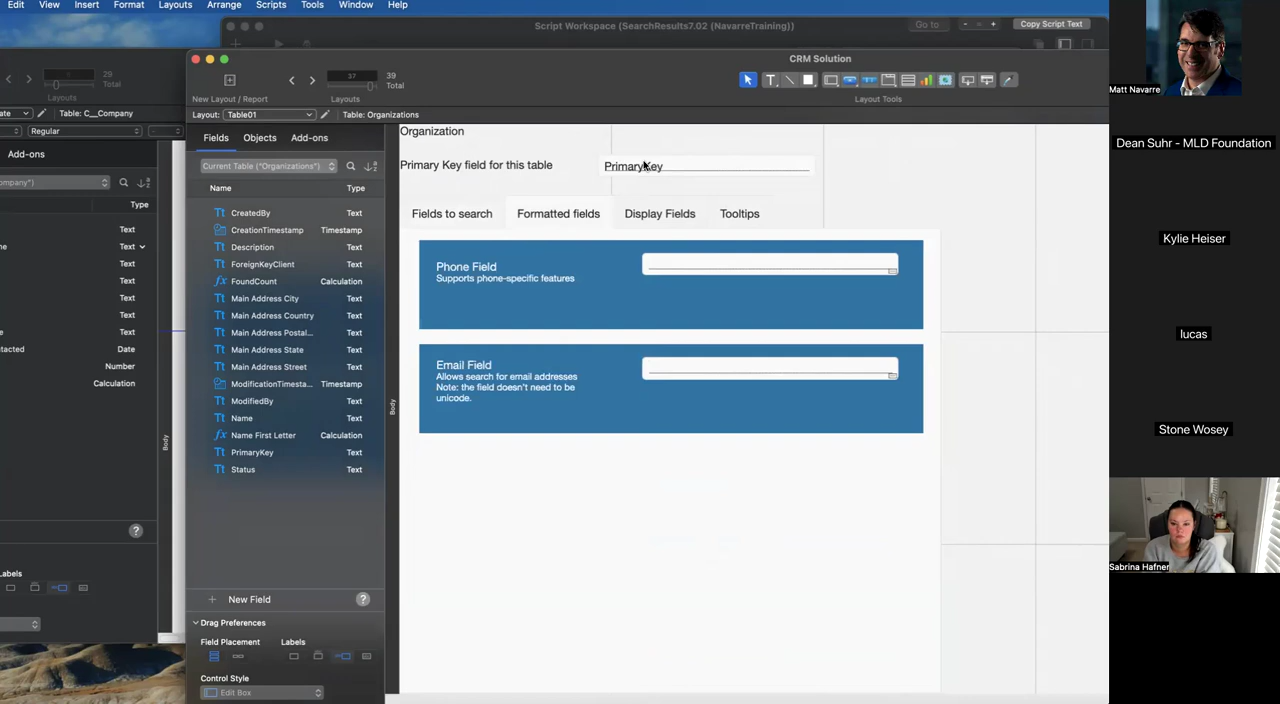 Edit View Insert Format Layouts Arrange Scripts Tools Window Help
Script Workspace (SearchResults7.02 (NavarreTraining))
Go to
Copy Script Text
CRM Solution
29
Total
Layouts
Table: C__Company
Regular
Add-ons
Type
Text
Text
Text
Text
Text
Text
Text
Date
Number
Calculation
Body
Labels
37
39
Total
New Layout / Report
Layouts
Layout Tools
Layout: Table01
Table: Organizations
Fields Objects Add-ons
Current Table ("Organizations")
Name Type
CreatedBy Text
CreationTimestamp Timestamp
Description Text
ForeignKeyClient Text
FoundCount Calculation
Main Address City Text
Main Address Country Text
Main Address Postal... Text
Main Address State Text
Main Address Street Text
ModificationTimesta... Timestamp
ModifiedBy Text
Name Text
Name First Letter Calculation
PrimaryKey Text
Status Text
+ New Field ?
Drag Preferences
Field Placement Labels
Control Style
Edit Box
Body
Organization
Primary Key field for this table
PrimaryKey
Fields to search Formatted fields Display Fields Tooltips
Phone Field
Supports phone-specific features
Email Field
Allows search for email addresses
Note: the field doesn't need to be
unicode.
Matt Navarre
Dean Suhr - MLD Foundation
Kylie Heiser
lucas
Stone Wosey
Sabrina Hafner